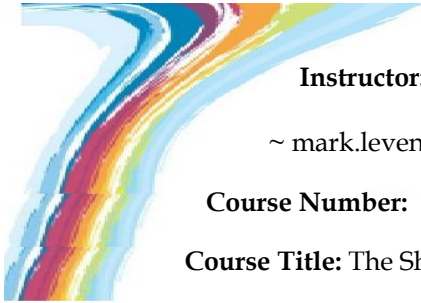 Instructor:
~ mark.leven
Course Number:
Course Title: The Sh